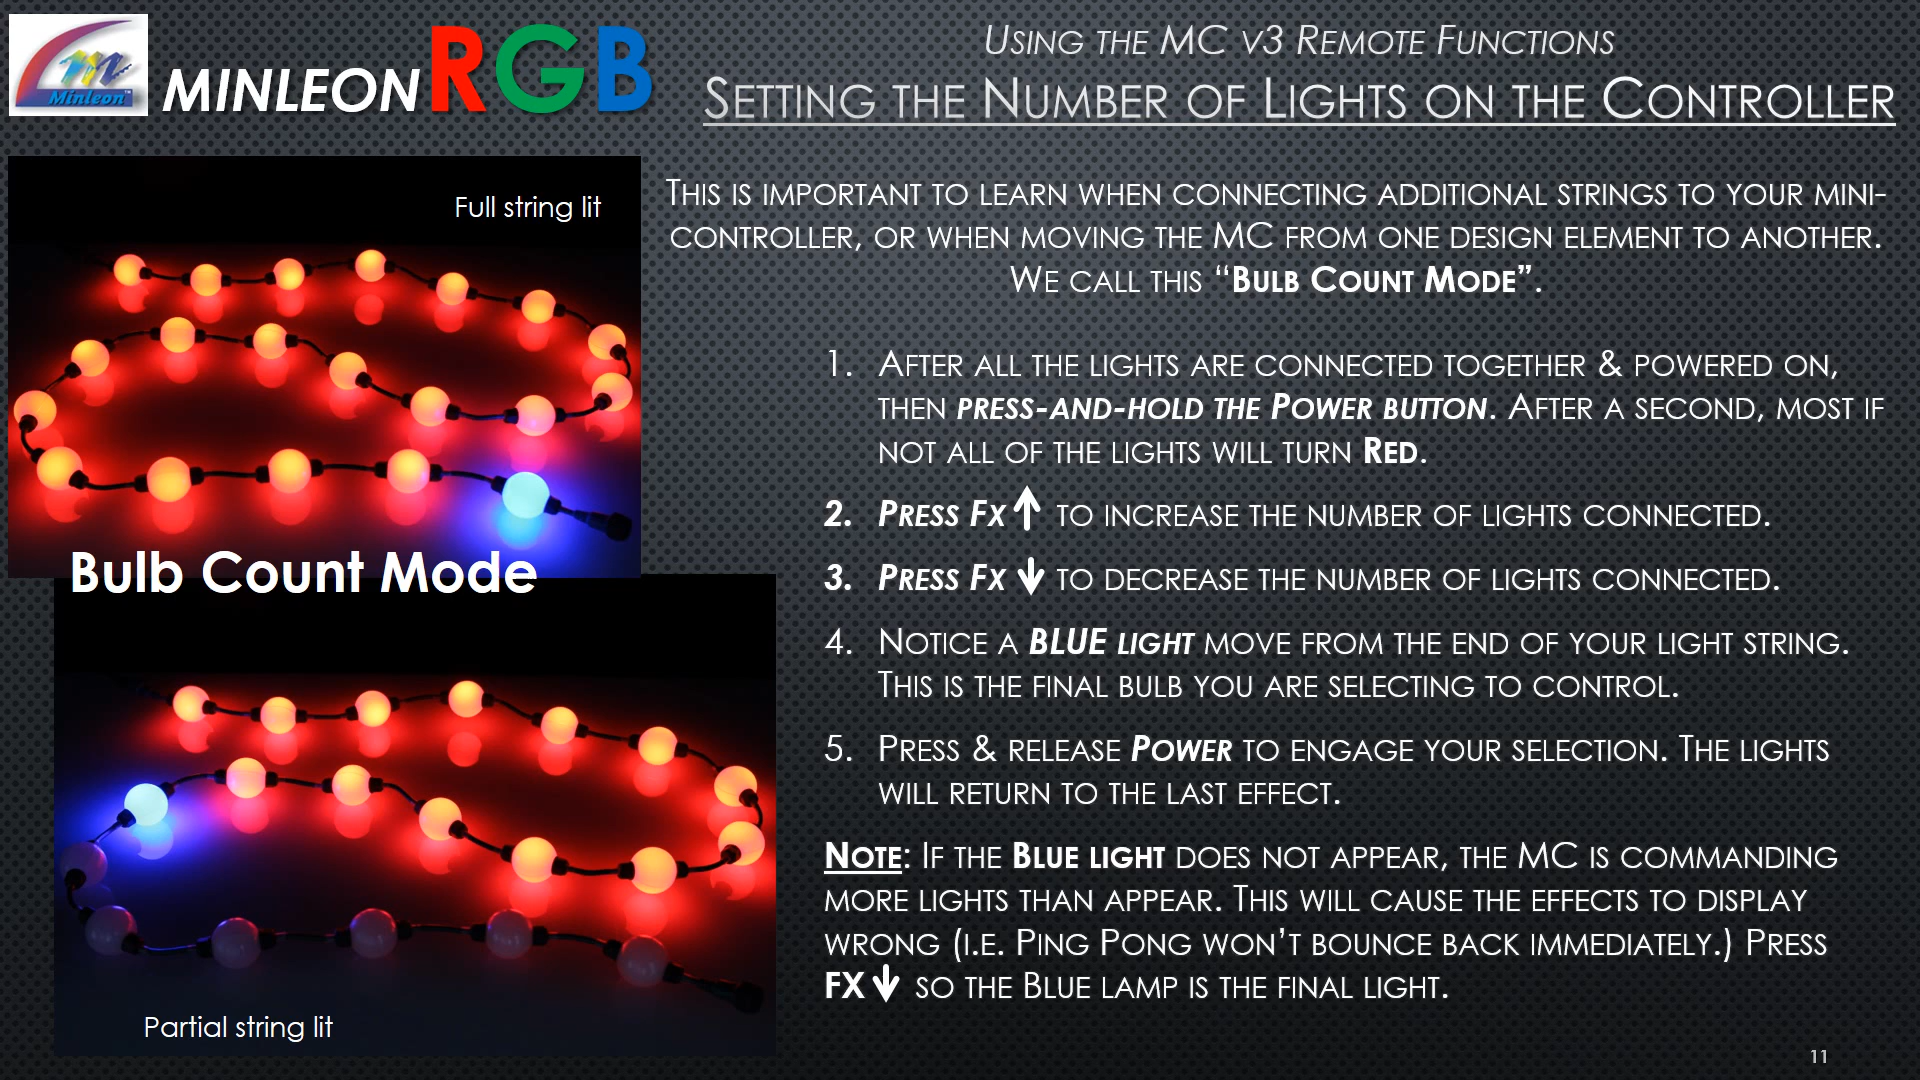 Minleon™
MINLEON RGB
USING THE MC V3 REMOTE FUNCTIONS
SETTING THE NUMBER OF LIGHTS ON THE CONTROLLER
Full string lit
THIS IS IMPORTANT TO LEARN WHEN CONNECTING ADDITIONAL STRINGS TO YOUR MINI-
CONTROLLER, OR WHEN MOVING THE MC FROM ONE DESIGN ELEMENT TO ANOTHER.
WE CALL THIS “BULB COUNT MODE”.
1. AFTER ALL THE LIGHTS ARE CONNECTED TOGETHER & POWERED ON,
THEN PRESS-AND-HOLD THE POWER BUTTON. AFTER A SECOND, MOST IF
NOT ALL OF THE LIGHTS WILL TURN RED.
2. PRESS FX ↑ TO INCREASE THE NUMBER OF LIGHTS CONNECTED.
3. PRESS FX ↓ TO DECREASE THE NUMBER OF LIGHTS CONNECTED.
4. NOTICE A BLUE LIGHT MOVE FROM THE END OF YOUR LIGHT STRING.
THIS IS THE FINAL BULB YOU ARE SELECTING TO CONTROL.
5. PRESS & RELEASE POWER TO ENGAGE YOUR SELECTION. THE LIGHTS
WILL RETURN TO THE LAST EFFECT.
NOTE: IF THE BLUE LIGHT DOES NOT APPEAR, THE MC IS COMMANDING
MORE LIGHTS THAN APPEAR. THIS WILL CAUSE THE EFFECTS TO DISPLAY
WRONG (I.E. PING PONG WON’T BOUNCE BACK IMMEDIATELY.) PRESS
FX ↓ SO THE BLUE LAMP IS THE FINAL LIGHT.
Bulb Count Mode
Partial string lit
11